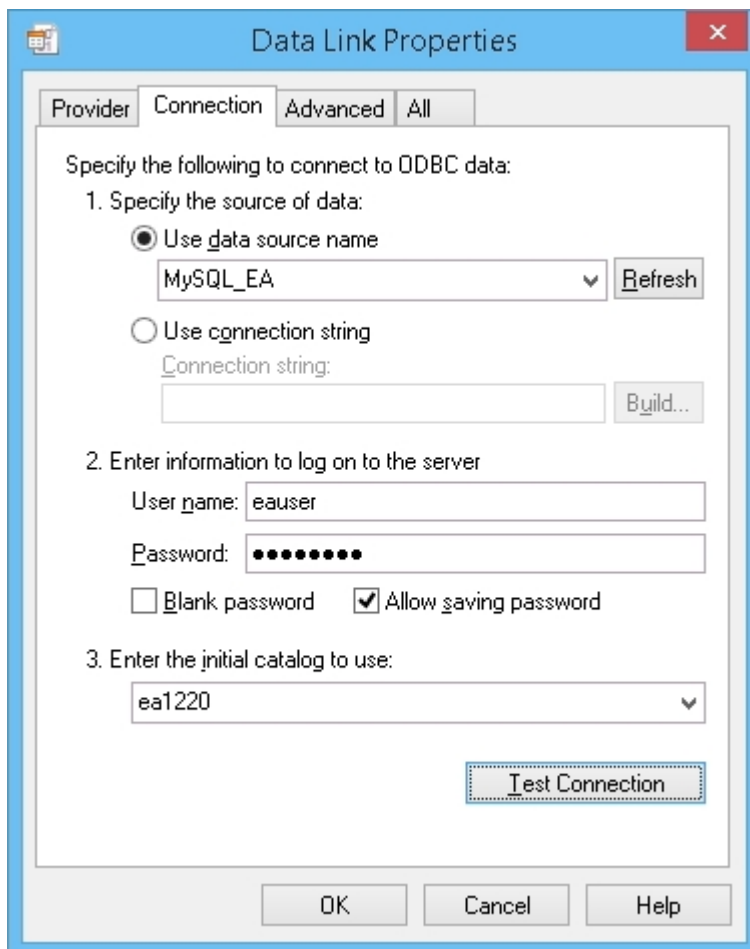 Data Link Properties
Provider Connection Advanced All
Specify the following to connect to ODBC data:
1. Specify the source of data:
Use data source name
MySQL_EA Refresh
Use connection string
Connection string:
Build...
2. Enter information to log on to the server
User name: eauser
Password: ●●●●●●●●
Blank password Allow saving password
3. Enter the initial catalog to use:
ea1220
Test Connection
OK Cancel Help